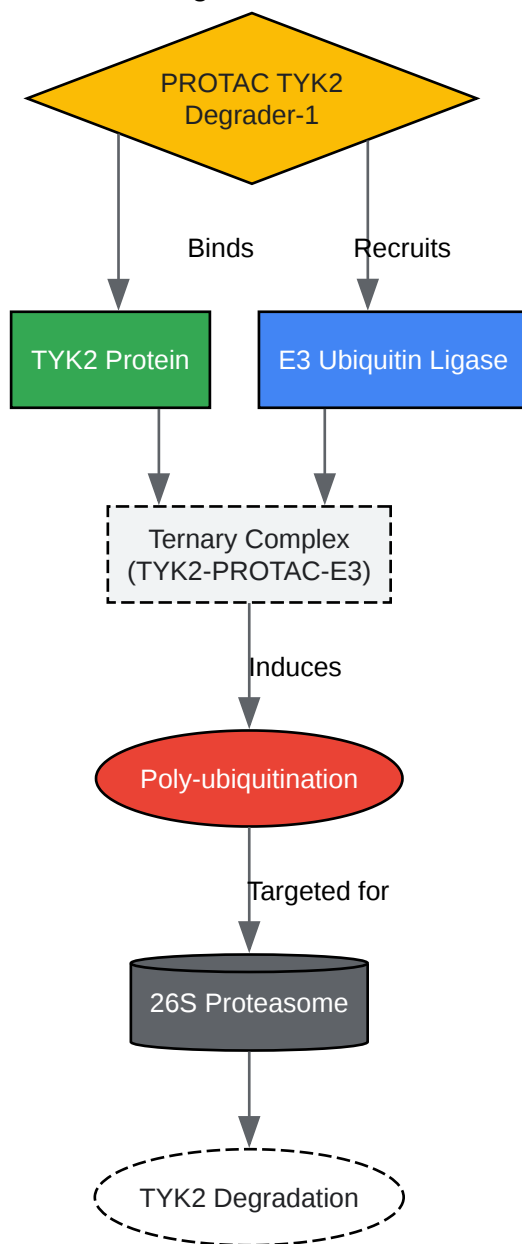 PROTAC TYK2
Degrader-1
Binds
Recruits
TYK2 Protein
E3 Ubiquitin Ligase
Ternary Complex
(TYK2-PROTAC-E3)
Induces
Poly-ubiquitination
Targeted for
26S Proteasome
TYK2 Degradation